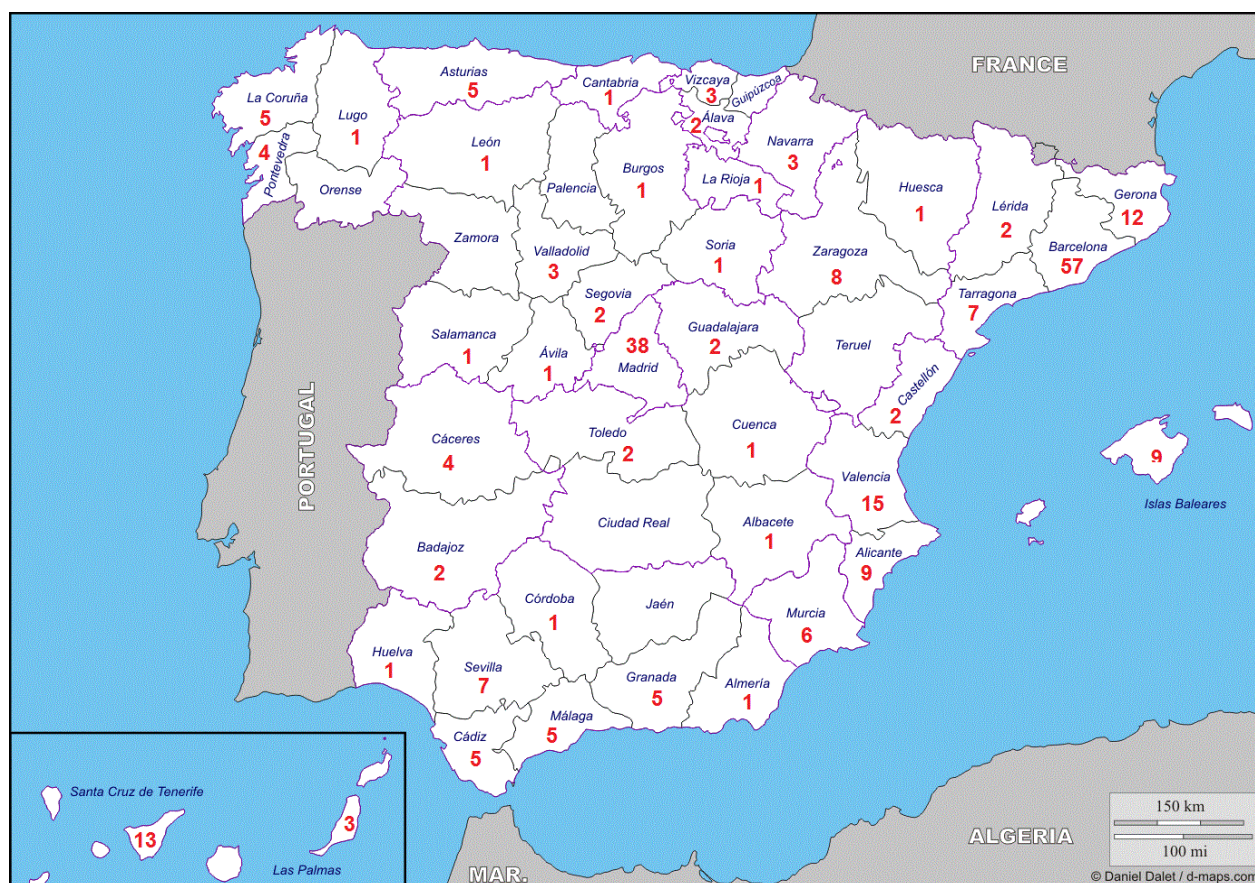 FRANCE
Asturias
5
Cantabria
1
Vizcaya
3
Guipúzcoa
La Coruña
5
Lugo
1
Álava
2
Pontevedra
4
León
1
Navarra
3
Burgos
1
La Rioja
1
Orense
Palencia
Huesca
1
Lérida
2
Gerona
12
Zamora
Valladolid
3
Soria
1
Zaragoza
8
Barcelona
57
Segovia
2
Tarragona
7
Salamanca
1
Ávila
1
38
Madrid
Guadalajara
2
Teruel
Castellón
2
PORTUGAL
Cáceres
4
Toledo
2
Cuenca
1
Valencia
15
9
Islas Baleares
Ciudad Real
Albacete
1
Badajoz
2
Alicante
9
Córdoba
1
Jaén
Murcia
6
Huelva
1
Sevilla
7
Granada
5
Almería
1
Málaga
5
Cádiz
5
Santa Cruz de Tenerife
13
3
Las Palmas
MAR.
ALGERIA
150 km
100 mi
© Daniel Dalet / d-maps.com